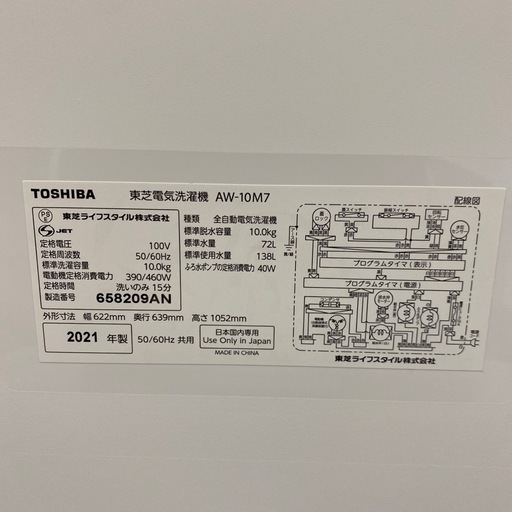 TOSHIBA 東芝電気洗濯機 AW-10M7 配線図
PS E
東芝ライフスタイル株式会社
JET
定格電圧 100V
定格周波数 50/60Hz
標準洗濯容量 10.0kg
電動機定格消費電力 390/460W
定格時間 洗いのみ 15分
製造番号 658209AN
種類 全自動電気洗濯機
標準脱水容量 10.0kg
標準水量 72L
標準使用水量 138L
ふろ水ポンプの定格消費電力 40W
外形寸法 幅 622mm 奥行 639mm 高さ 1052mm
2021 年製 50/60Hz 共用
日本国内専用
Use Only in Japan
MADE IN CHINA
プログラムタイマ (表示)
プログラムタイマ (電源)
東芝ライフスタイル株式会社